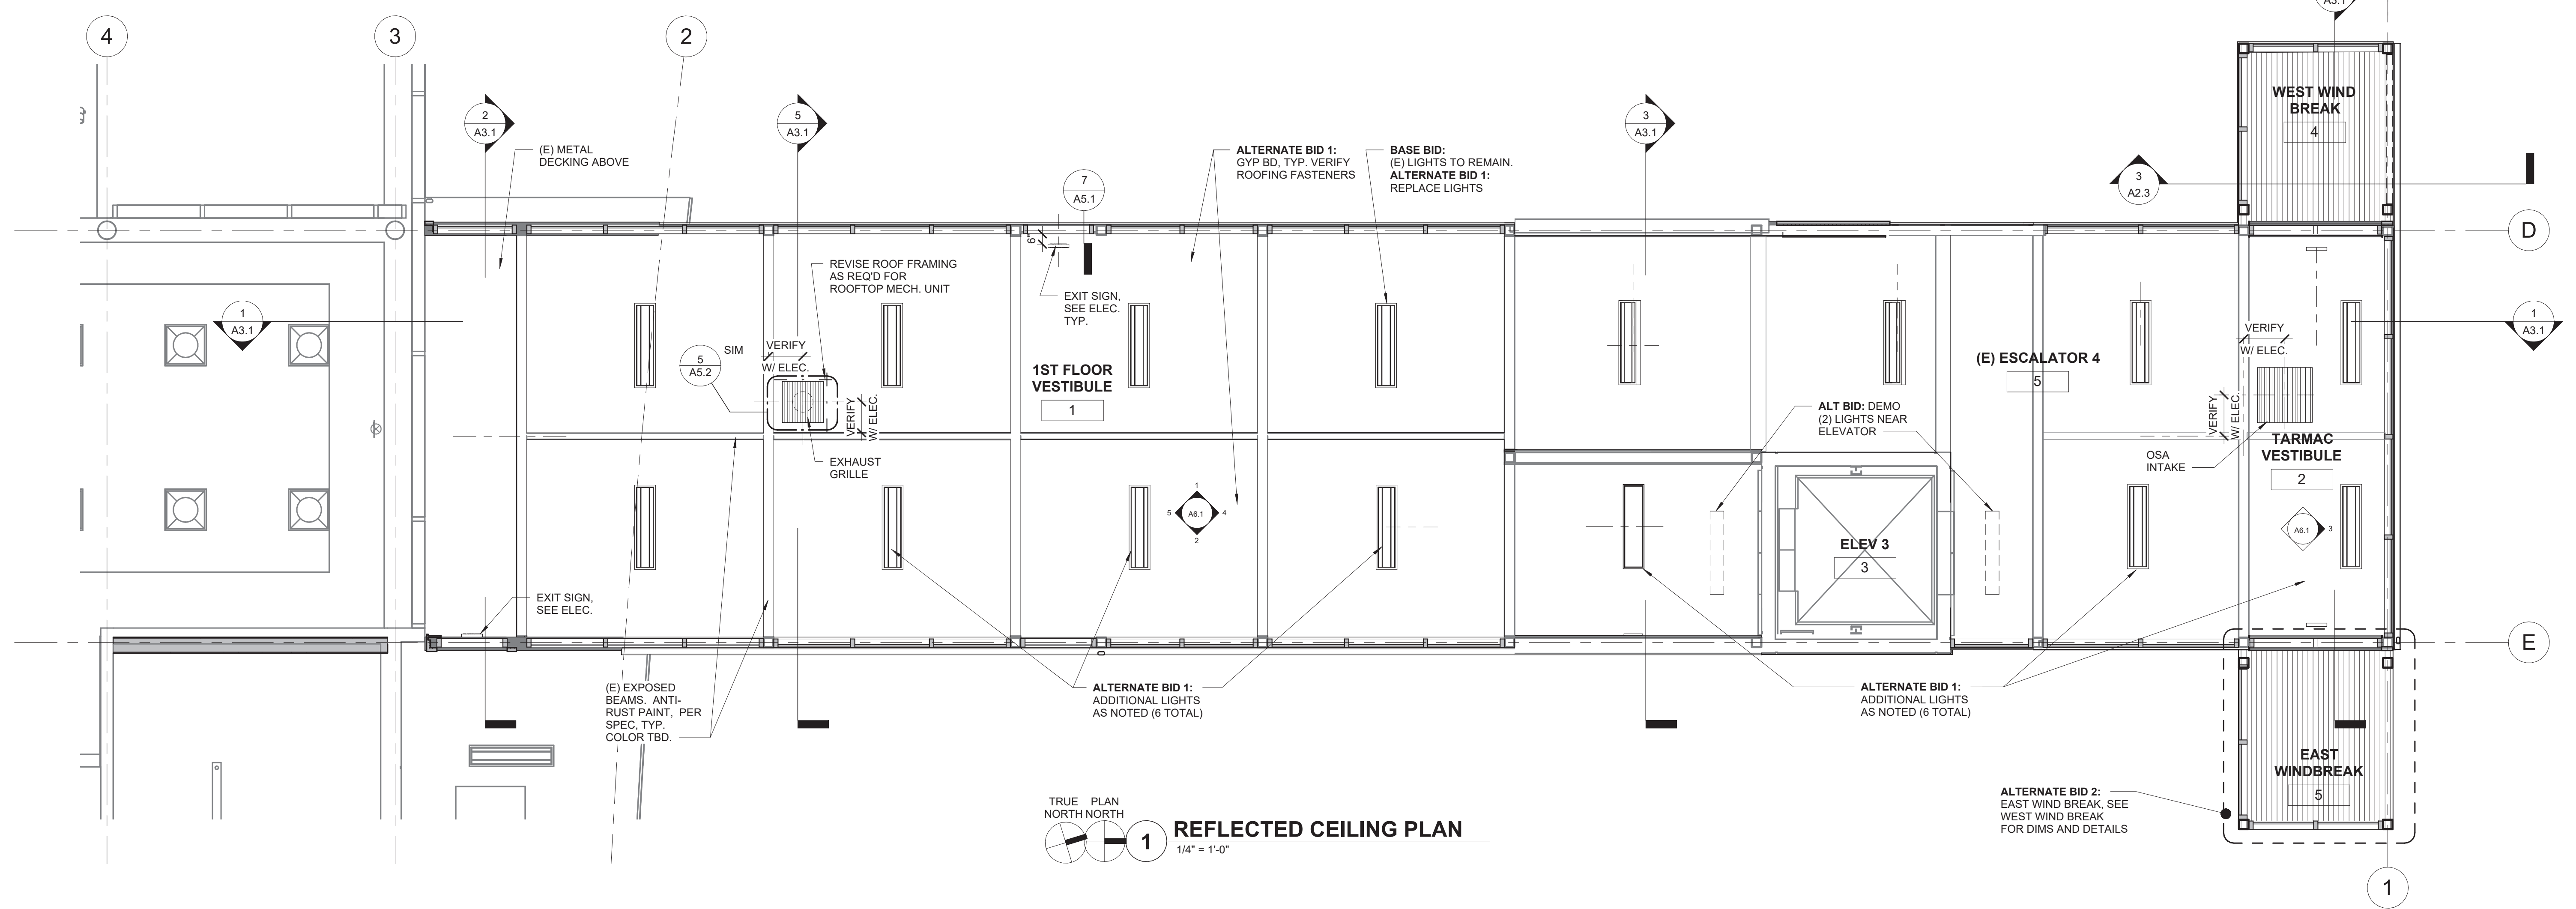 4
3
2
A3.1
2
A3.1
5
A3.1
3
A3.1
WEST WIND
BREAK
4
(E) METAL
DECKING ABOVE
ALTERNATE BID 1:
GYP BD, TYP. VERIFY
ROOFING FASTENERS
BASE BID:
(E) LIGHTS TO REMAIN.
ALTERNATE BID 1:
REPLACE LIGHTS
7
A5.1
3
A2.3
D
6"
REVISE ROOF FRAMING
AS REQ'D FOR
ROOFTOP MECH. UNIT
EXIT SIGN,
SEE ELEC.
TYP.
1
A3.1
1
A3.1
SIM
5
A5.2
VERIFY
W/ ELEC.
VERIFY
W/ ELEC.
1ST FLOOR
VESTIBULE
1
(E) ESCALATOR 4
5
VERIFY
W/ ELEC.
VERIFY
W/ ELEC.
ALT BID: DEMO
(2) LIGHTS NEAR
ELEVATOR
EXHAUST
GRILLE
OSA
INTAKE
TARMAC
VESTIBULE
2
1
5
A6.1
4
2
A6.1
3
ELEV 3
3
EXIT SIGN,
SEE ELEC.
E
(E) EXPOSED
BEAMS. ANTI-
RUST PAINT, PER
SPEC, TYP.
COLOR TBD.
ALTERNATE BID 1:
ADDITIONAL LIGHTS
AS NOTED (6 TOTAL)
ALTERNATE BID 1:
ADDITIONAL LIGHTS
AS NOTED (6 TOTAL)
EAST
WINDBREAK
5
ALTERNATE BID 2:
EAST WIND BREAK, SEE
WEST WIND BREAK
FOR DIMS AND DETAILS
TRUE
NORTH
PLAN
NORTH
1
REFLECTED CEILING PLAN
1/4" = 1'-0"
1